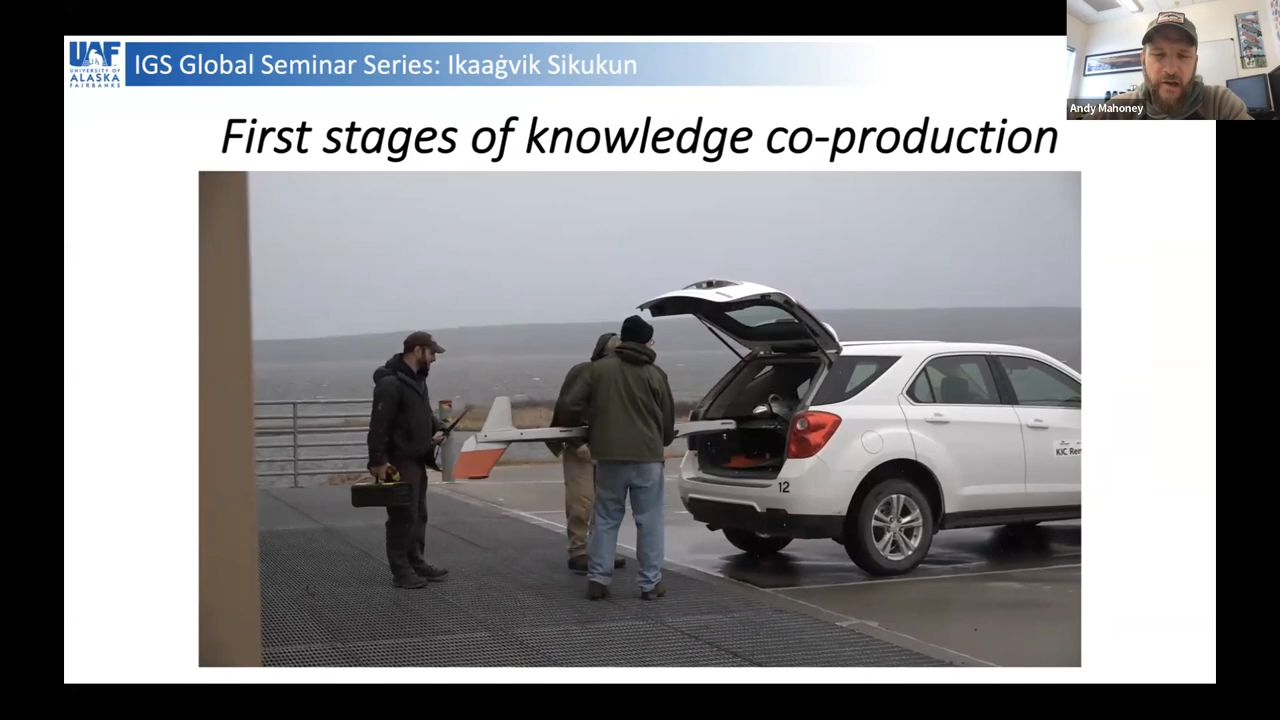 UAF
UNIVERSITY OF
ALASKA
FAIRBANKS
IGS Global Seminar Series: Ikaaġvik Sikukun
Andy Mahoney
First stages of knowledge co-production
12
KIC